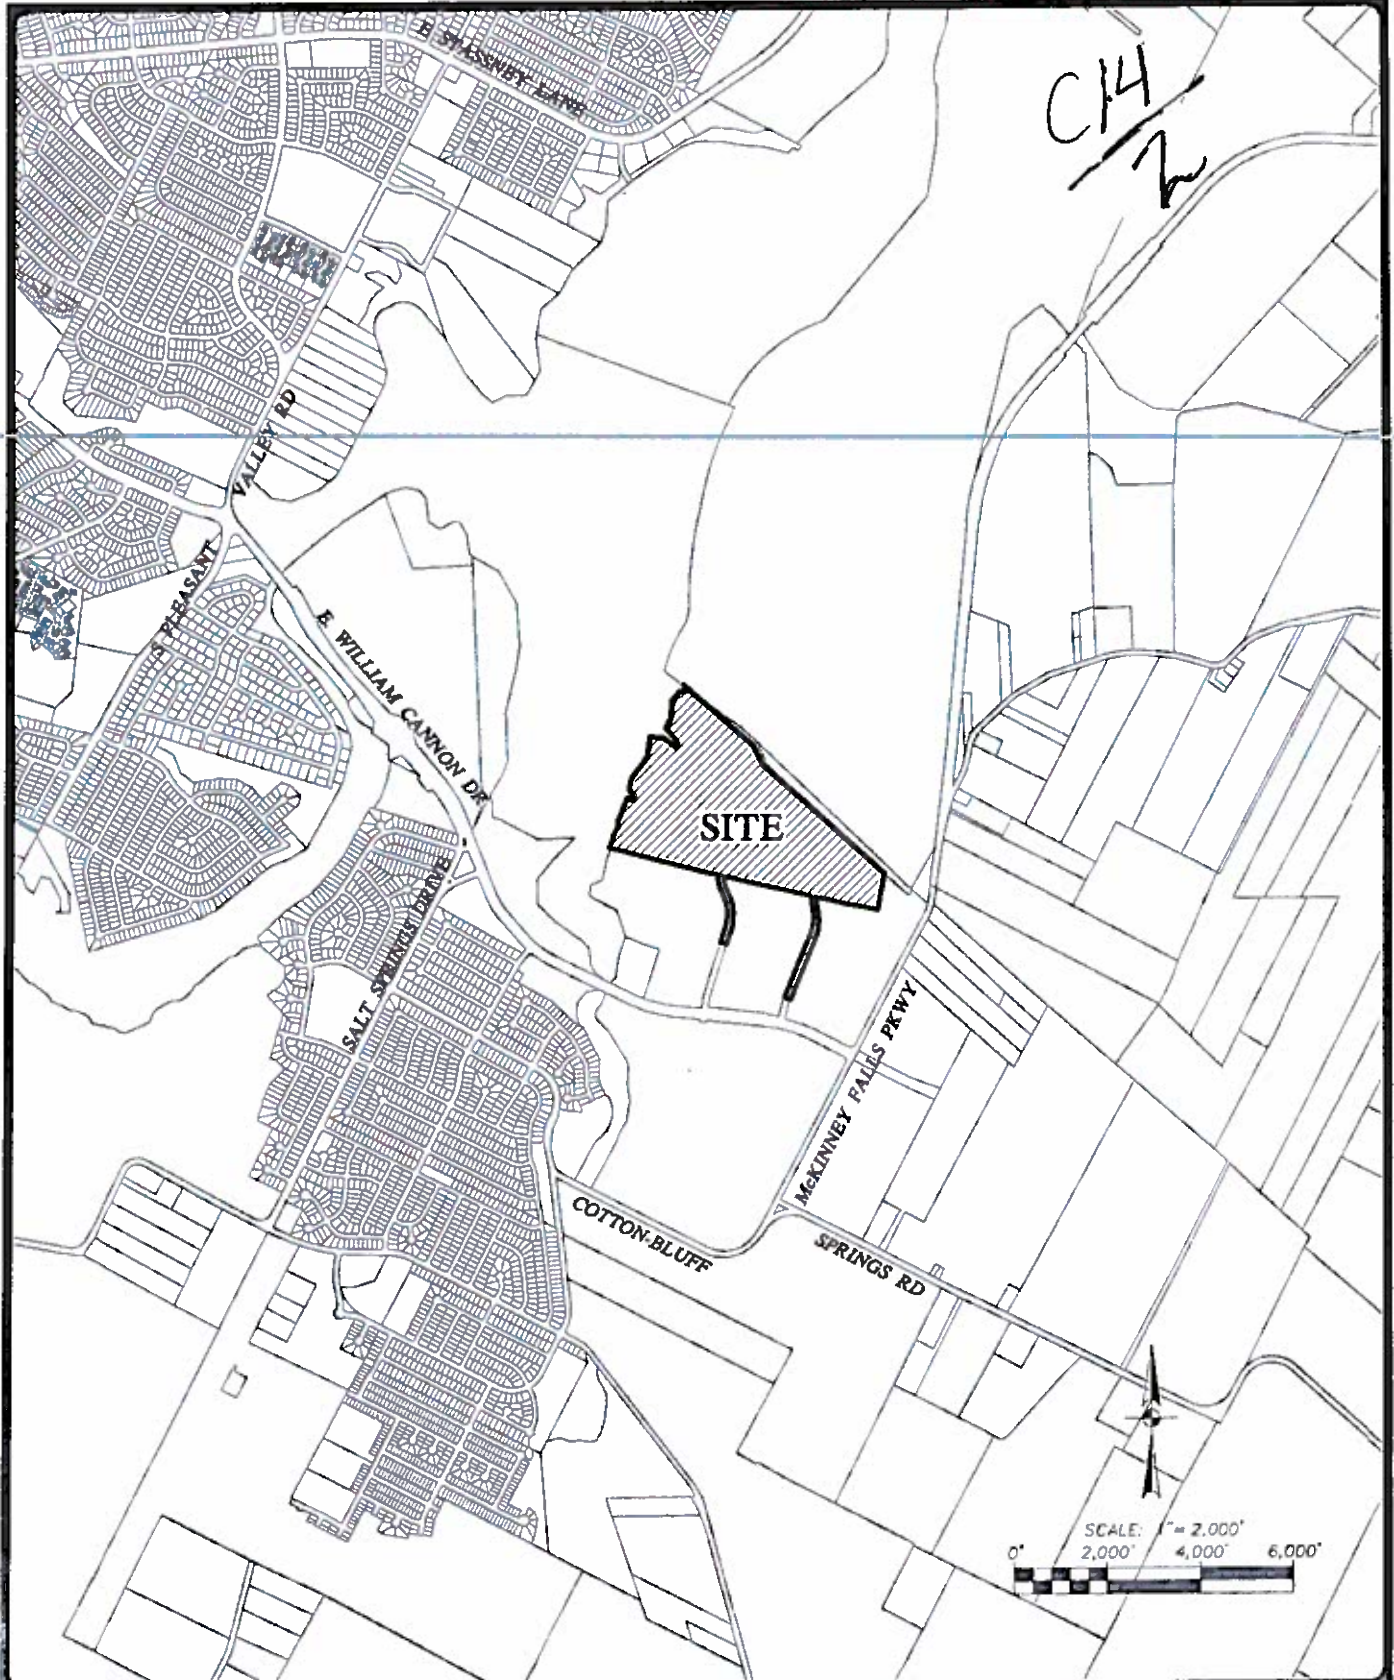 E STASSNEY LANE
C14
2
VALLEY RD
S PLEASANT
E WILLIAM CANNON DR
SITE
SALT SPRINGS DRIVE
McKINNEY FALLS PKWY
COTTON-BLUFF
SPRINGS RD
SCALE: 1"= 2,000'
0' 2,000' 4,000' 6,000'